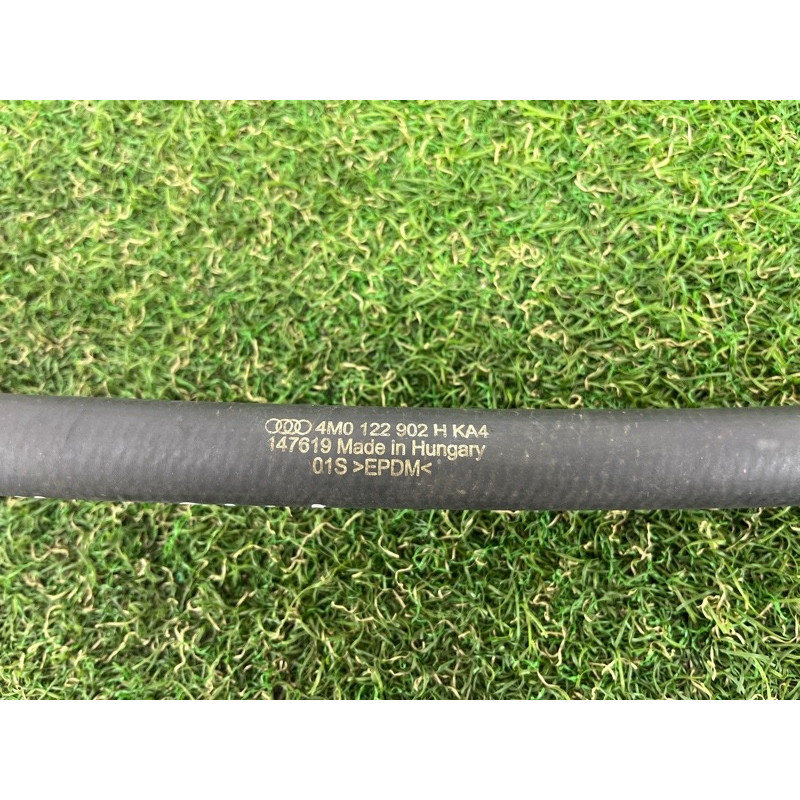 4M0 122 902 H KA4
147619 Made in Hungary
01S >EPDM<